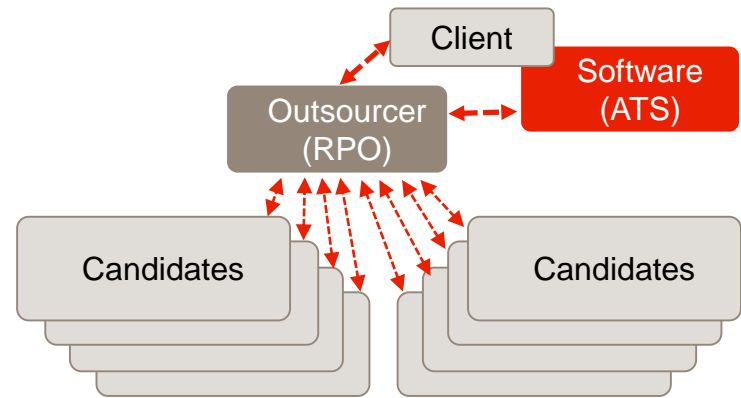 Client
Software
(ATS)
Outsourcer
(RPO)
Candidates
Candidates